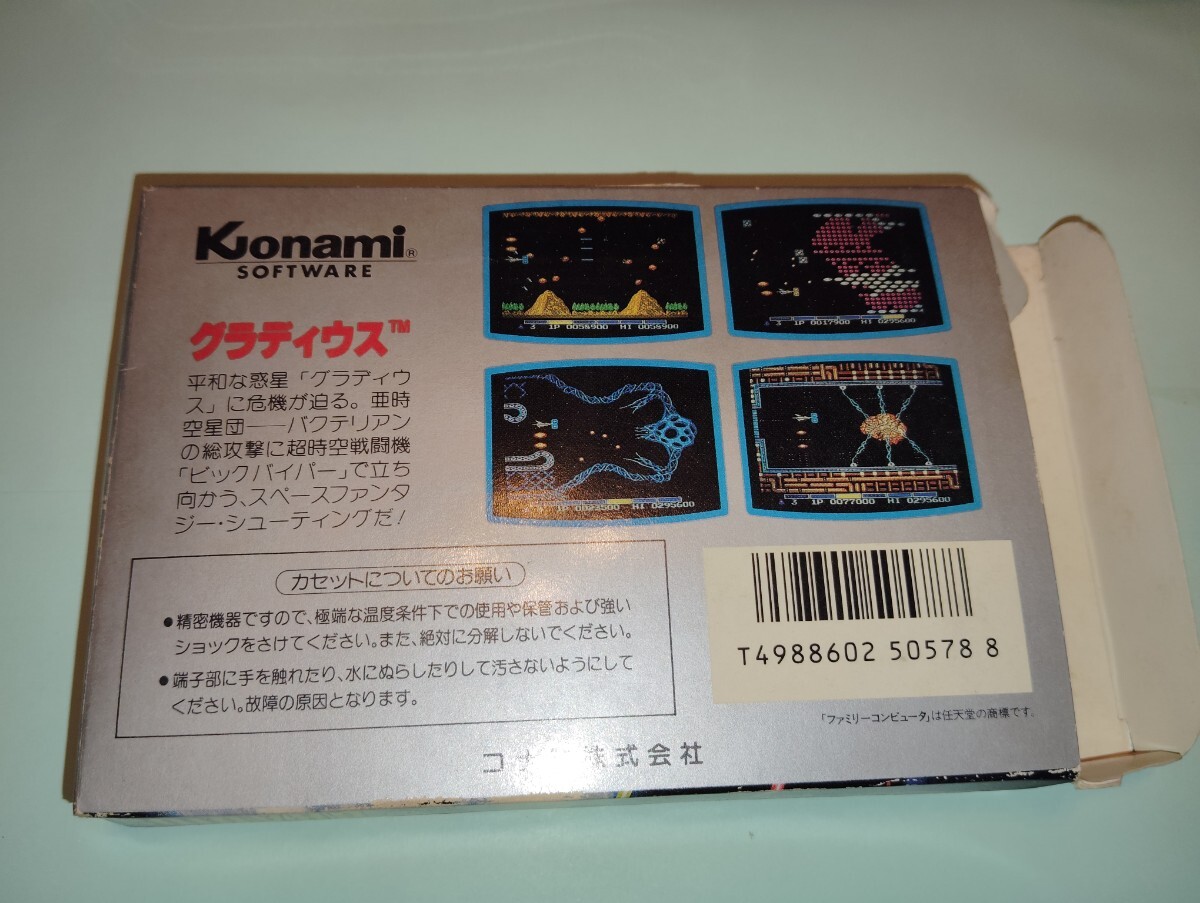 Konami®
SOFTWARE
グラディウス™
平和な惑星「グラディウ
ス」に危機が迫る。亜時
空星団──バクテリアン
の総攻撃に超時空戦闘機
「ビックバイパー」で立ち
向かう、スペースファンタ
ジー・シューティングだ!
3 1P 0058900 HI 0058900
3 1P 0017900 HI 0295600
1P 0023500 HI 0295600
3 1P 0077000 HI 0295600
カセットについてのお願い
●精密機器ですので、極端な温度条件下での使用や保管および強い
ショックをさけてください。また、絶対に分解しないでください。
●端子部に手を触れたり、水にぬらしたりして汚さないようにして
ください。故障の原因となります。
T4988602 50578 8
「ファミリーコンピュータ」は任天堂の商標です。
コナミ株式会社